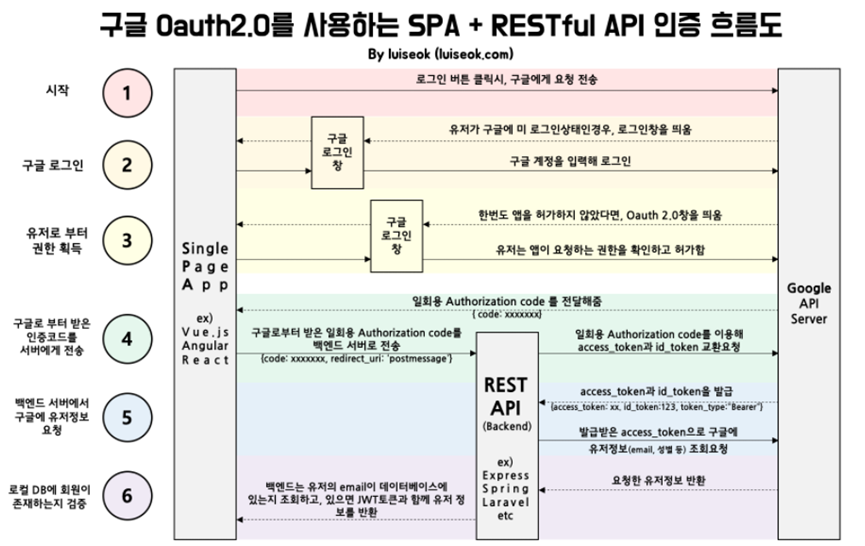 구글 Oauth2.0를 사용하는 SPA + RESTful API 인증 흐름도
By luiseok (luiseok.com)
시작
1
로그인 버튼 클릭시, 구글에게 요청 전송
구글 로그인
2
구글
로그인
창
유저가 구글에 미 로그인상태인경우, 로그인창을 띄움
구글 계정을 입력해 로그인
유저로 부터
권한 획득
3
구글
로그인
창
한번도 앱을 허가하지 않았다면, Oauth 2.0창을 띄움
유저는 앱이 요청하는 권한을 확인하고 허가함
Single
Page
App
ex)
Vue.js
Angular
React
Google
API
Server
구글로 부터 받은
인증코드를
서버에게 전송
4
일회용 Authorization code 를 전달해줌
{ code: xxxxxxx}
구글로부터 받은 일회용 Authorization code를
백엔드 서버로 전송
{code: xxxxxxx, redirect_uri: 'postmessage'}
일회용 Authorization code를 이용해
access_token과 id_token 교환요청
REST
API
(Backend)
ex)
Express
Spring
Laravel
etc
백엔드 서버에서
구글에 유저정보
요청
5
access_token과 id_token을 발급
{access_token: xx, id_token:123, token_type:"Bearer"}
발급받은 access_token으로 구글에
유저정보(email, 성별 등) 조회요청
로컬 DB에 회원이
존재하는지 검증
6
백엔드는 유저의 email이 데이터베이스에
있는지 조회하고, 있으면 JWT토큰과 함께 유저 정
보를 반환
요청한 유저정보 반환